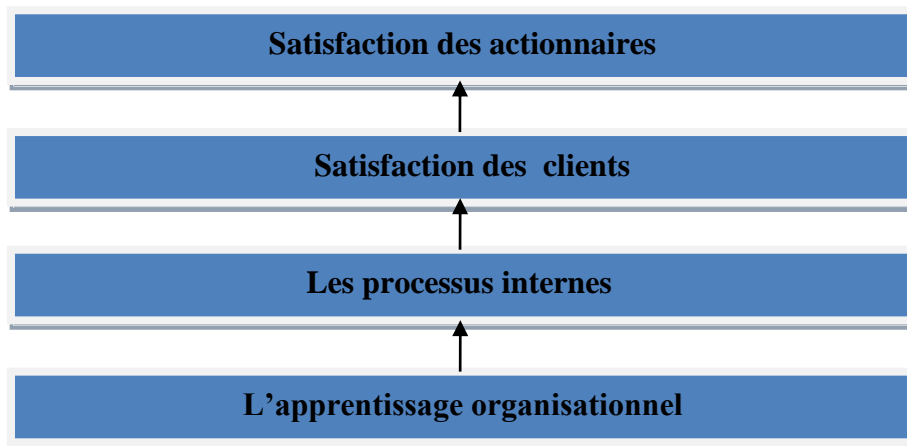 Satisfaction des actionnaires
Satisfaction des  clients
Les processus internes
L'apprentissage organisationnel